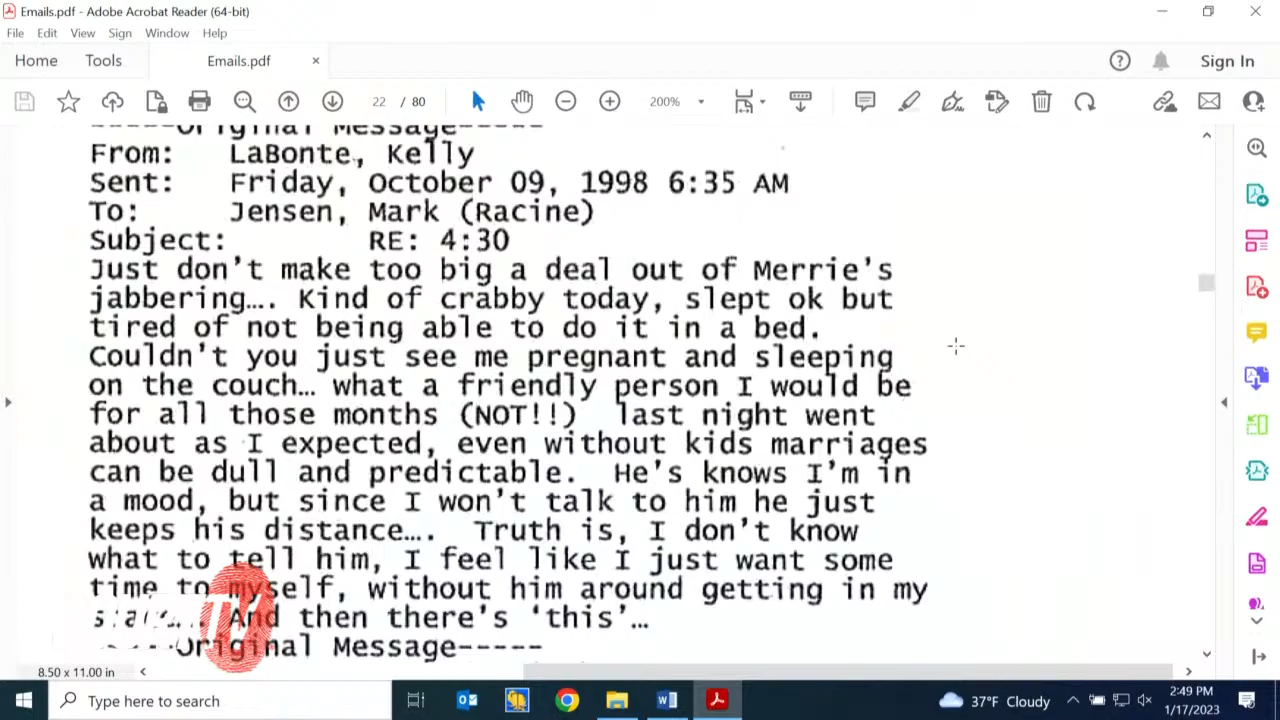 Emails.pdf - Adobe Acrobat Reader (64-bit)
File Edit View Sign Window Help
Home Tools Emails.pdf × Sign In
22 / 80 200%
-----Original Message-----
From: LaBonte, Kelly
Sent: Friday, October 09, 1998 6:35 AM
To: Jensen, Mark (Racine)
Subject: RE: 4:30
Just don't make too big a deal out of Merrie's
jabbering…. Kind of crabby today, slept ok but
tired of not being able to do it in a bed.
Couldn't you just see me pregnant and sleeping
on the couch… what a friendly person I would be
for all those months (NOT!!) last night went
about as I expected, even without kids marriages
can be dull and predictable. He's knows I'm in
a mood, but since I won't talk to him he just
keeps his distance…. Truth is, I don't know
what to tell him, I feel like I just want some
time to myself, without him around getting in my
And then there's 'this'…
TV
Original Message-----
8.50 x 11.00 in
Type here to search
37°F Cloudy
2:49 PM
1/17/2023